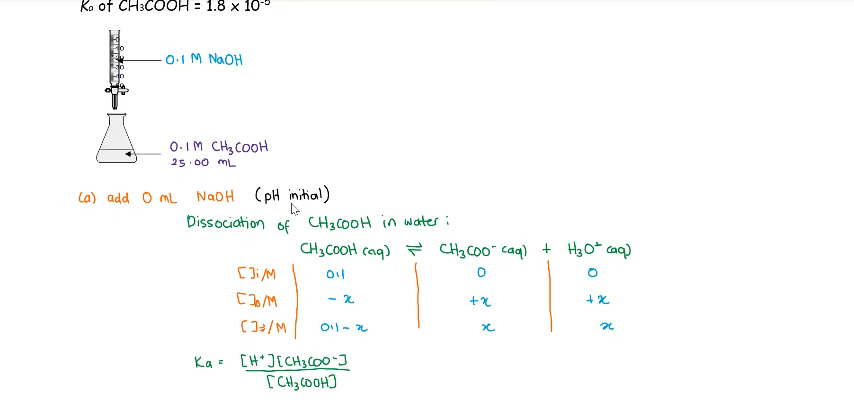 Ka of CH3COOH = 1.8 x 10-5
0.1 M NaOH
0.1 M CH3COOH
25.00 mL
(a) add 0 mL NaOH (pH initial)
Dissociation of CH3COOH in water :
CH3COOH (aq) ⇌ CH3COO- (aq) + H3O+ (aq)
[ ]i/M 0.1 0 0
[ ]Δ/M - x +x +x
[ ]f/M 0.1 - x x x
Ka = [H+][CH3COO-]
[CH3COOH]